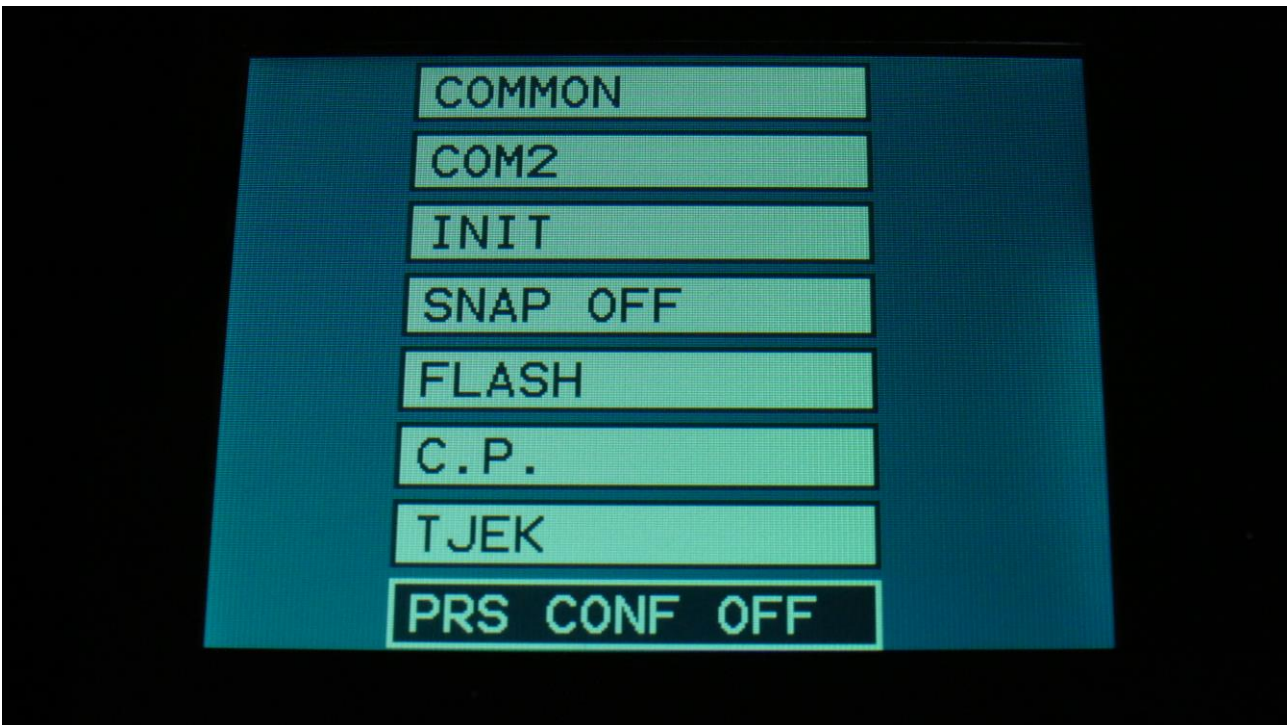 COMMON
COM2
INIT
SNAP OFF
FLASH
C.P.
TJEK
PRS CONF OFF